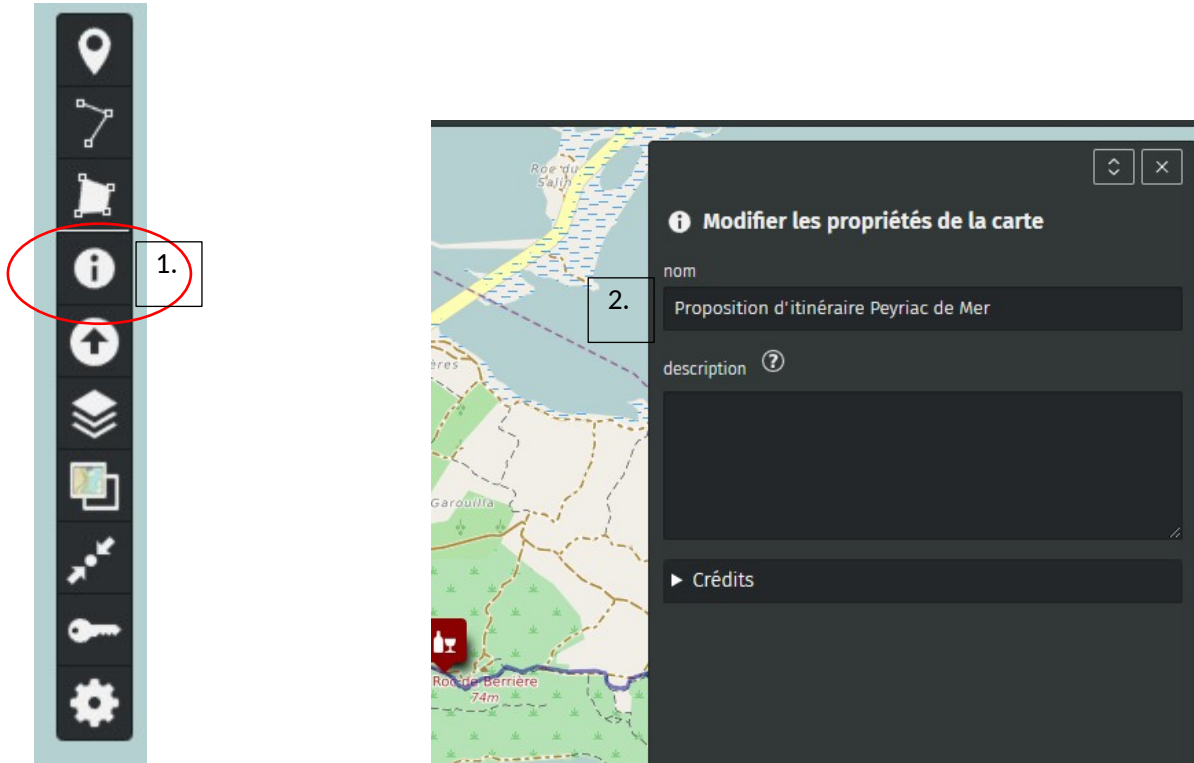 1.
Roc du
Salin
Modifier les propriétés de la carte
nom
2.
Proposition d'itinéraire Peyriac de Mer
description ?
ères
Garouilla
Crédits
Roc de Berrière
74m